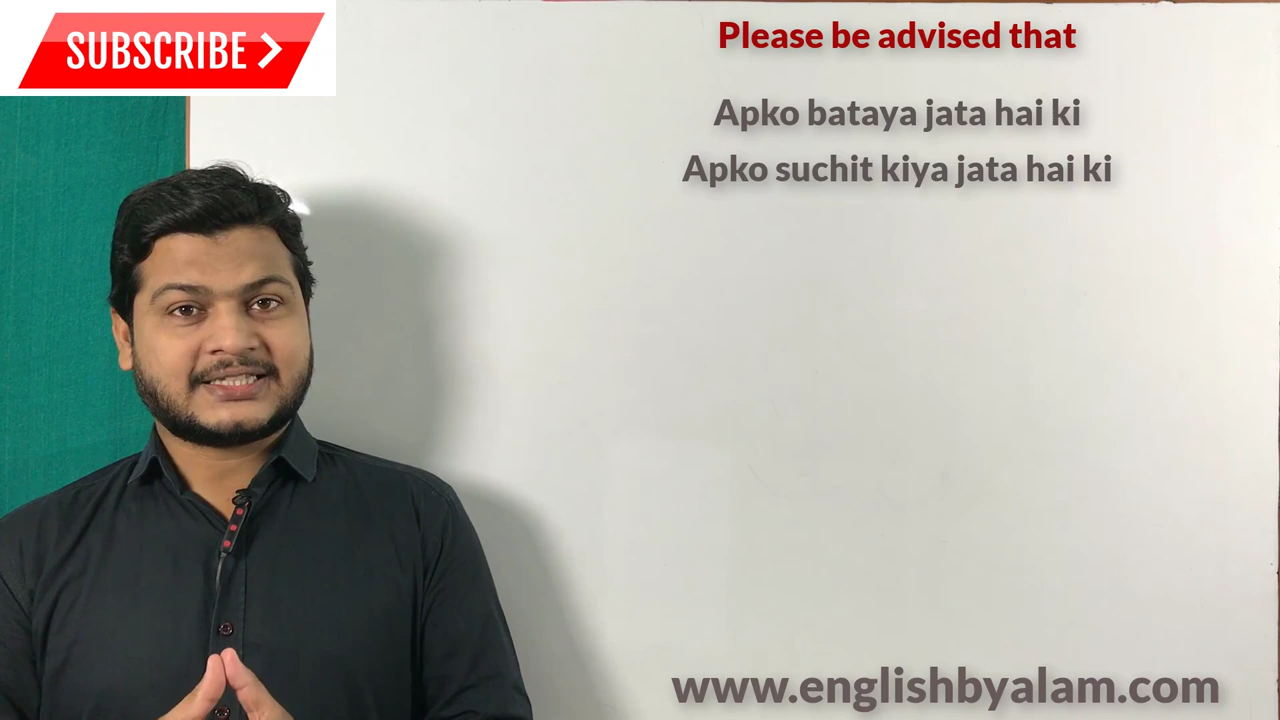 SUBSCRIBE
Please be advised that
Apko bataya jata hai ki
Apko suchit kiya jata hai ki
www.englishbyalam.com